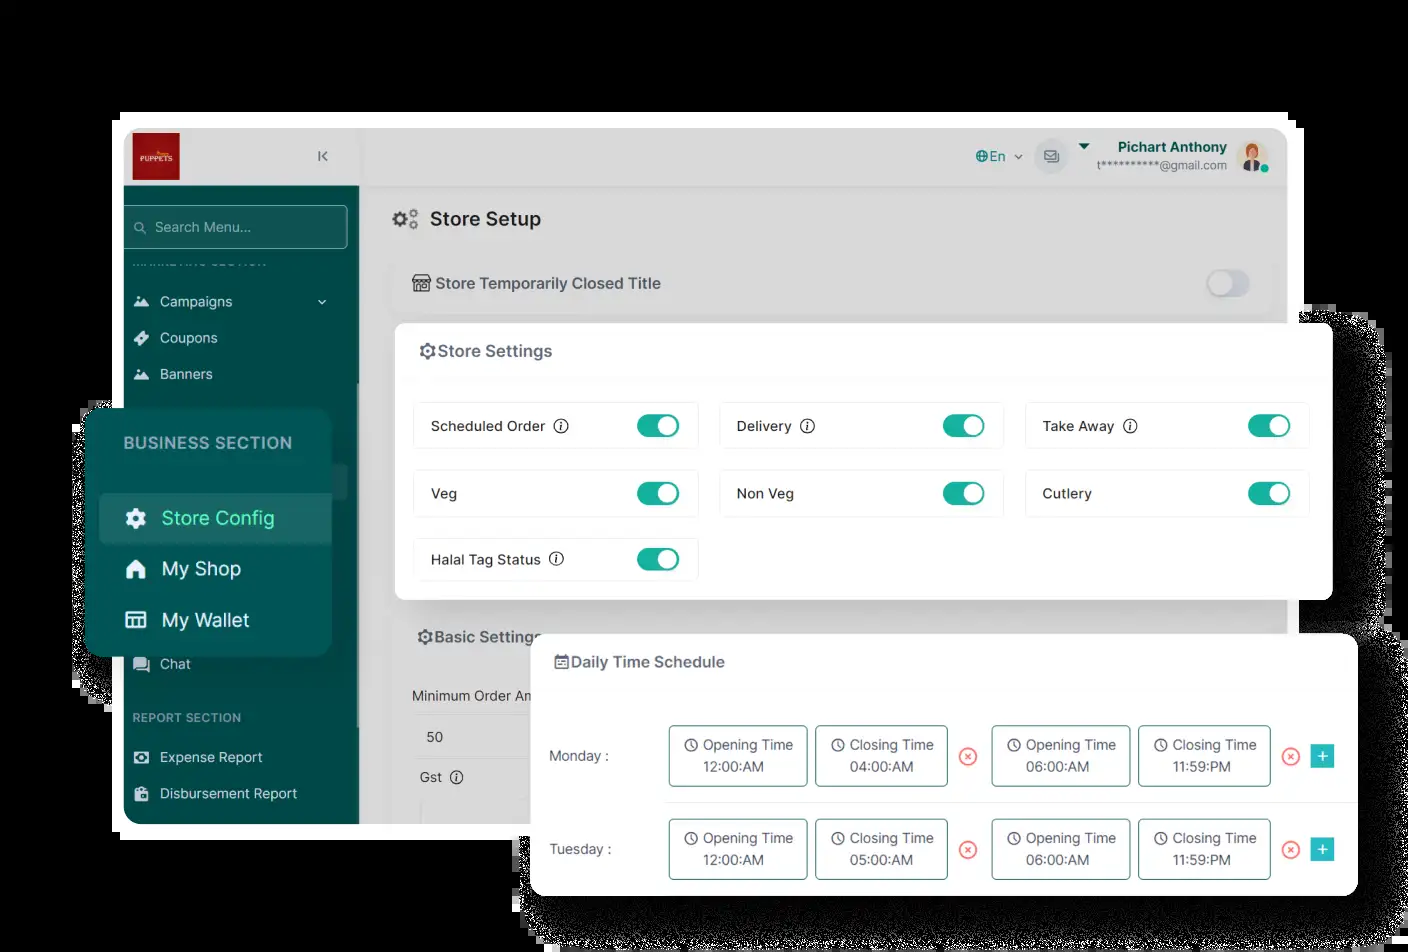 PUPPETS
En
Pichart Anthony
t**********@gmail.com
Search Menu...
MARKETING SECTION
Campaigns
Coupons
Banners
BUSINESS SECTION
Store Config
My Shop
My Wallet
Chat
REPORT SECTION
Expense Report
Disbursement Report
Store Setup
Store Temporarily Closed Title
Store Settings
Scheduled Order
Delivery
Take Away
Veg
Non Veg
Cutlery
Halal Tag Status
Basic Settings
Minimum Order Am
50
Gst
Daily Time Schedule
Monday :
Opening Time
12:00:AM
Closing Time
04:00:AM
Opening Time
06:00:AM
Closing Time
11:59:PM
Tuesday :
Opening Time
12:00:AM
Closing Time
05:00:AM
Opening Time
06:00:AM
Closing Time
11:59:PM